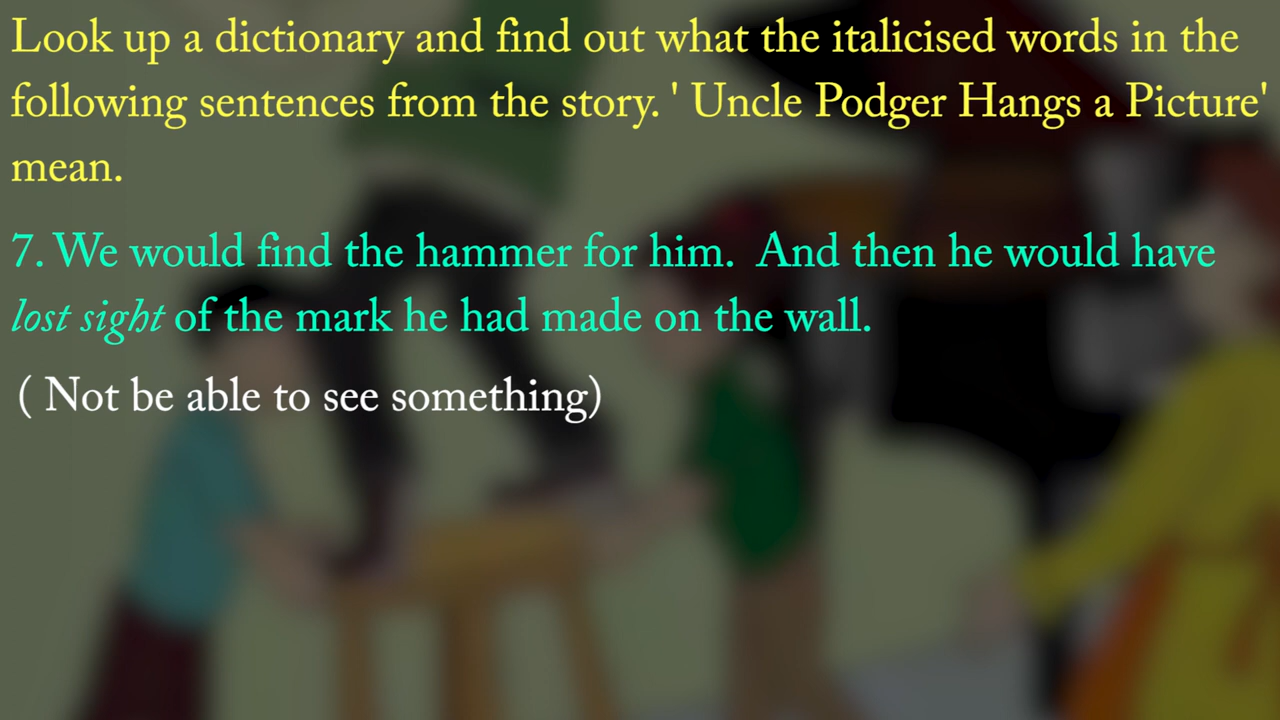 Look up a dictionary and find out what the italicised words in the
following sentences from the story. ' Uncle Podger Hangs a Picture'
mean.
7. We would find the hammer for him.  And then he would have
lost sight of the mark he had made on the wall.
( Not be able to see something)